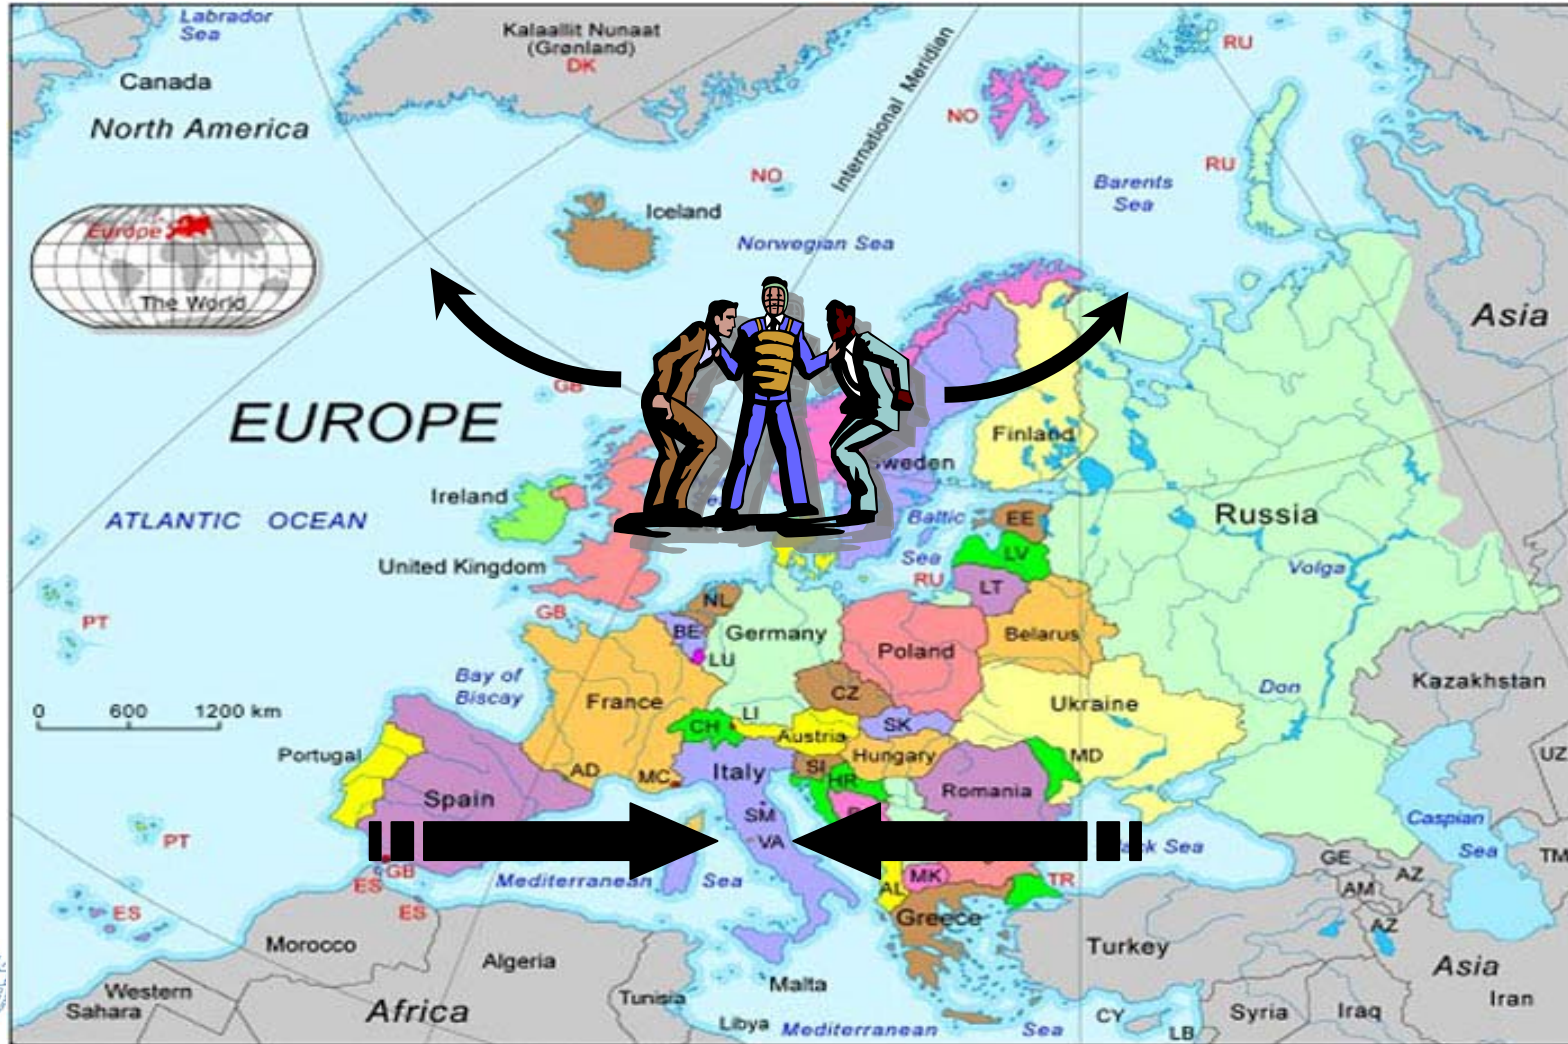 Labrador
Sea
Canada
North America
Kalaallit Nunaat
(Grønland)
DK
International Meridian
RU
NO
NO
RU
Barents
Sea
Iceland
Norwegian Sea
Europe
The World
Asia
GB
EUROPE
Finland
Sweden
Ireland
ATLANTIC OCEAN
Baltic
Sea
EE
LV
RU
LT
Russia
Volga
United Kingdom
GB
PT
NL
BE
LU
Germany
Poland
Belarus
Bay of
Biscay
France
CZ
Ukraine
Don
Kazakhstan
0 600 1200 km
CH
LI
Austria
SK
Portugal
AD
MC
Italy
SI
HR
Hungary
MD
UZ
Spain
SM
VA
Romania
PT
Black Sea
Caspian
Sea
TM
GB
ES
ES
ES
Mediterranean Sea
AL
MK
TR
GE
AM
AZ
AZ
Greece
Turkey
Asia
Morocco
Algeria
Tunisia
Malta
Western
Sahara
Africa
Libya
Mediterranean Sea
CY
LB
Syria
Iraq
Iran